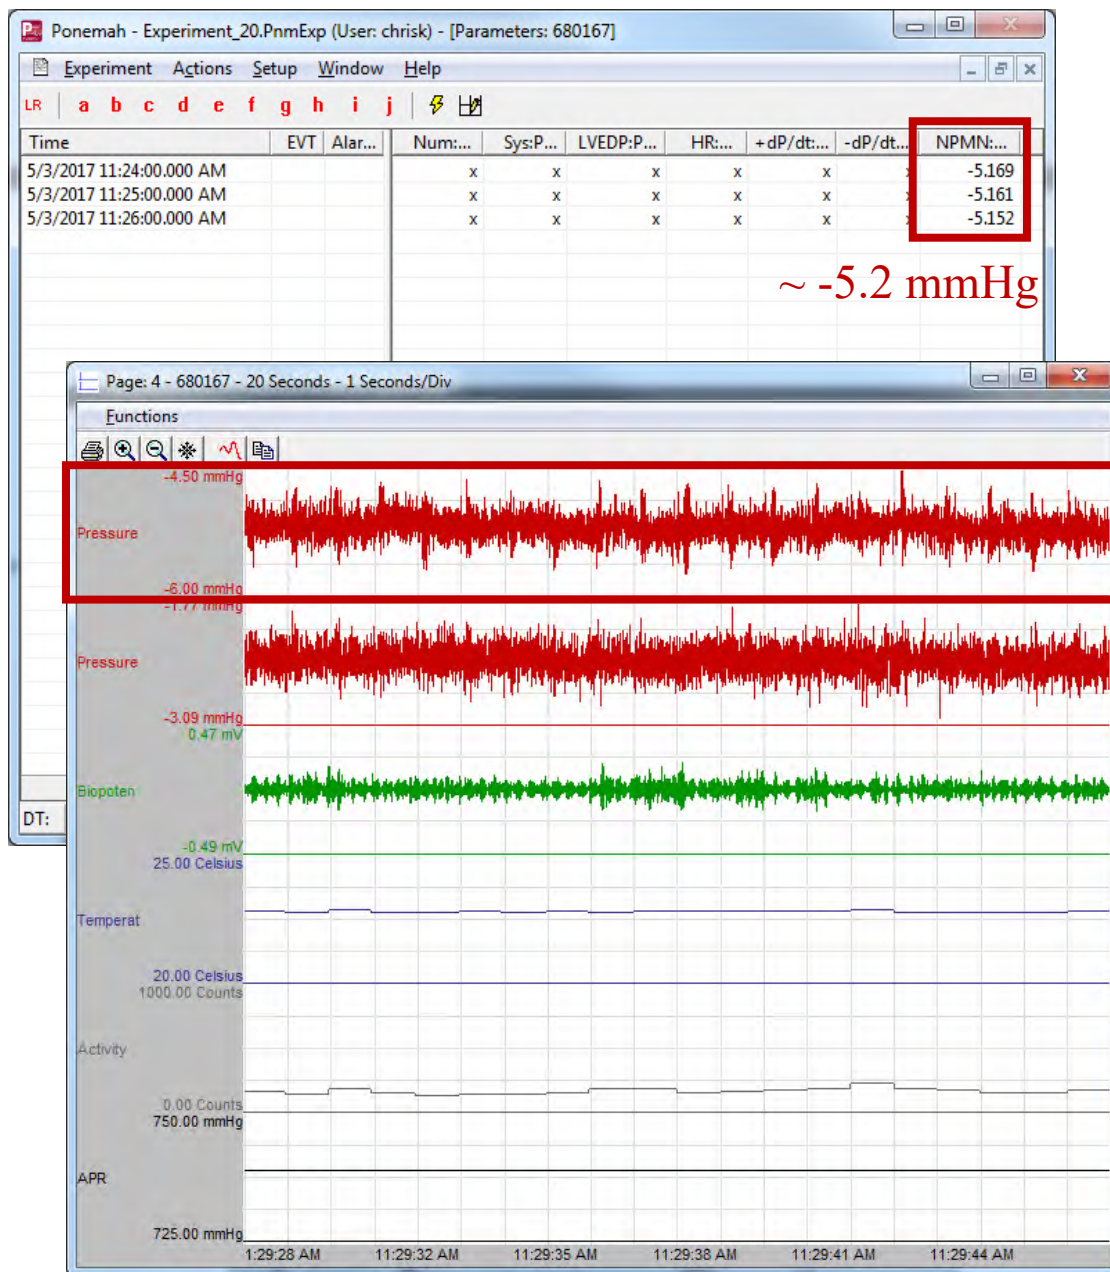 Ponemah - Experiment_20.PnmExp (User: chrisk) - [Parameters: 680167]
Experiment Actions Setup Window Help
LR a b c d e f g h i j
Time EVT Alar... Num:... Sys:P... LVEDP:P... HR:... +dP/dt:... -dP/dt... NPMN:...
5/3/2017 11:24:00.000 AM x x x x x -5.169
5/3/2017 11:25:00.000 AM x x x x x -5.161
5/3/2017 11:26:00.000 AM x x x x x -5.152
~ -5.2 mmHg
Page: 4 - 680167 - 20 Seconds - 1 Seconds/Div
Functions
-4.50 mmHg
Pressure
-6.00 mmHg
-1.77 mmHg
Pressure
-3.09 mmHg
0.47 mV
Biopoten
DT:
-0.49 mV
25.00 Celsius
Temperat
20.00 Celsius
1000.00 Counts
Activity
0.00 Counts
750.00 mmHg
APR
725.00 mmHg
1:29:28 AM 11:29:32 AM 11:29:35 AM 11:29:38 AM 11:29:41 AM 11:29:44 AM